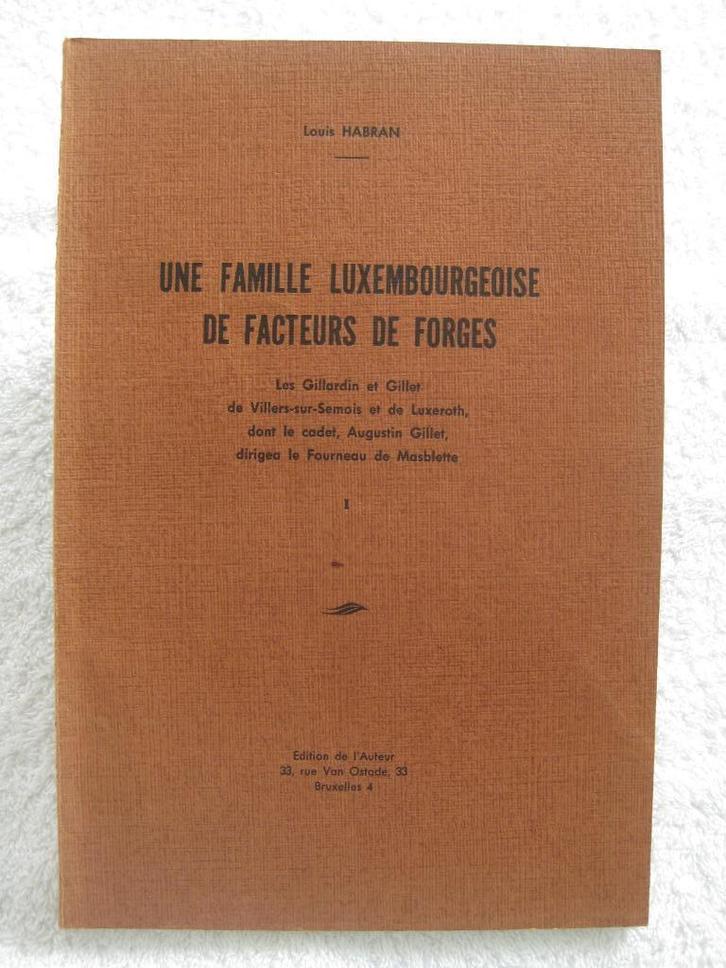 Louis HABRAN
UNE FAMILLE LUXEMBOURGEOISE
DE FACTEURS DE FORGES
Les Gillardin et Gillet
de Villers-sur-Semois et de Luxeroth,
dont le cadet, Augustin Gillet,
dirigea le Fourneau de Masblette
I
Edition de l'Auteur
33, rue Van Ostade, 33
Bruxelles 4